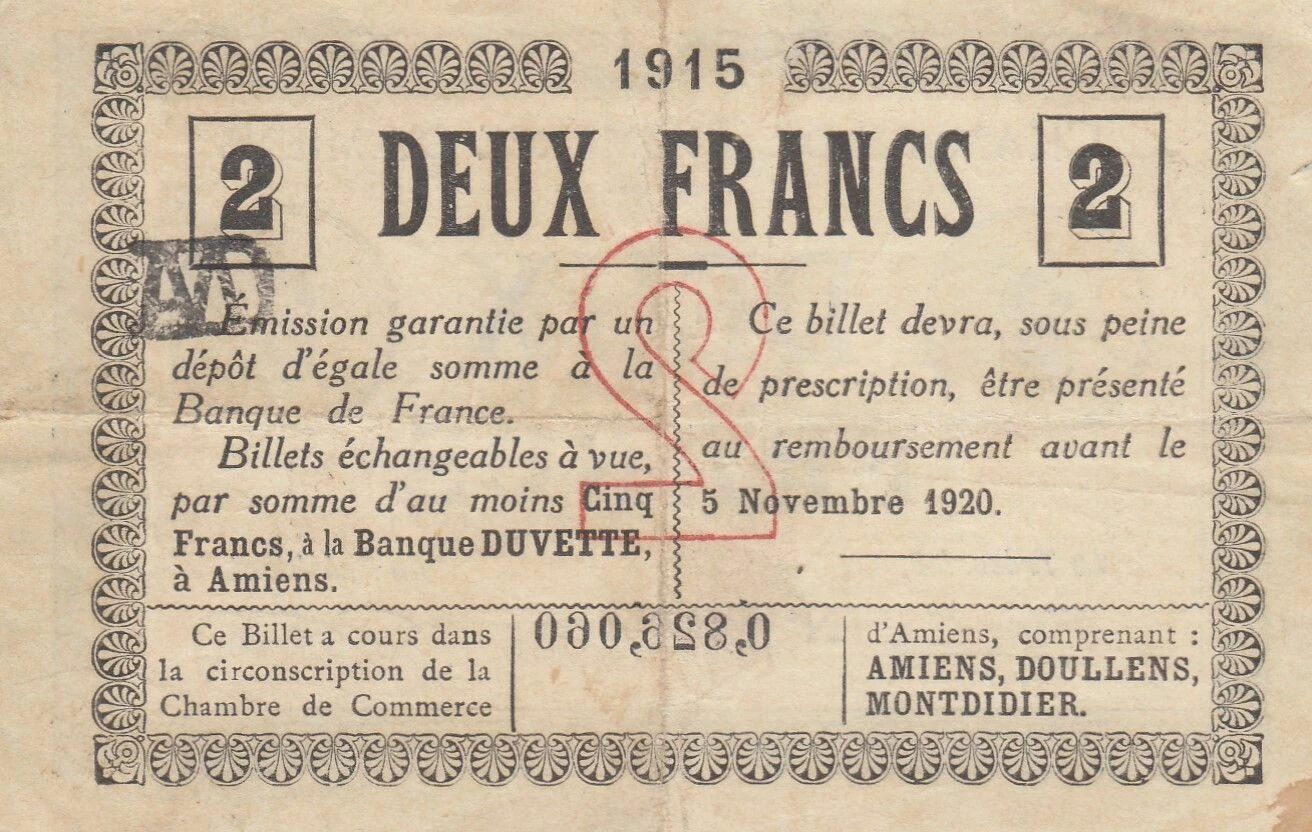 1915
2 DEUX FRANCS 2
2
Émission garantie par un
dépôt d'égale somme à la
Banque de France.
Billets échangeables à vue,
par somme d'au moins Cinq
Francs, à la Banque DUVETTE,
à Amiens.
Ce billet devra, sous peine
de prescription, être présenté
au remboursement avant le
5 Novembre 1920.
Ce Billet a cours dans
la circonscription de la
Chambre de Commerce
d'Amiens, comprenant :
AMIENS, DOULLENS,
MONTDIDIER.